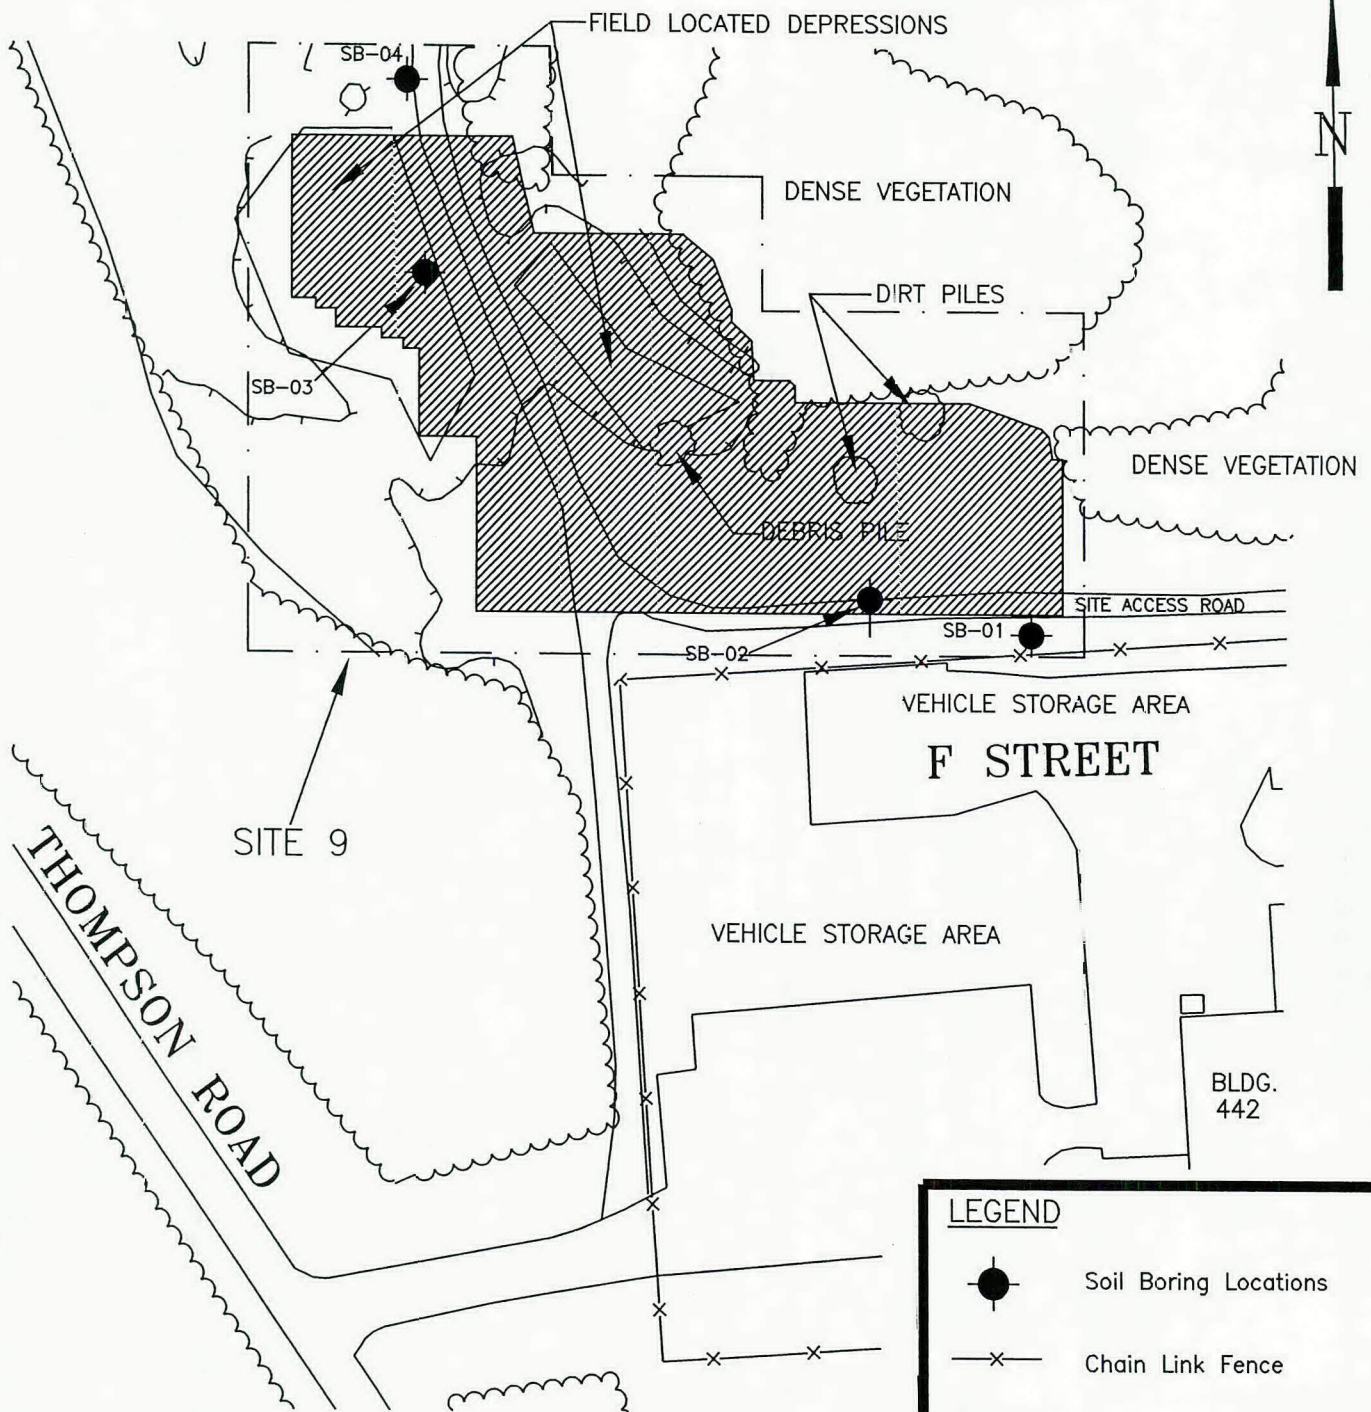 FIELD LOCATED DEPRESSIONS
SB-04
N
DENSE VEGETATION
DIRT PILES
SB-03
DENSE VEGETATION
DEBRIS PILE
SITE ACCESS ROAD
SB-01
SB-02
VEHICLE STORAGE AREA
F STREET
SITE 9
THOMPSON ROAD
VEHICLE STORAGE AREA
BLDG.
442
LEGEND
Soil Boring Locations
Chain Link Fence